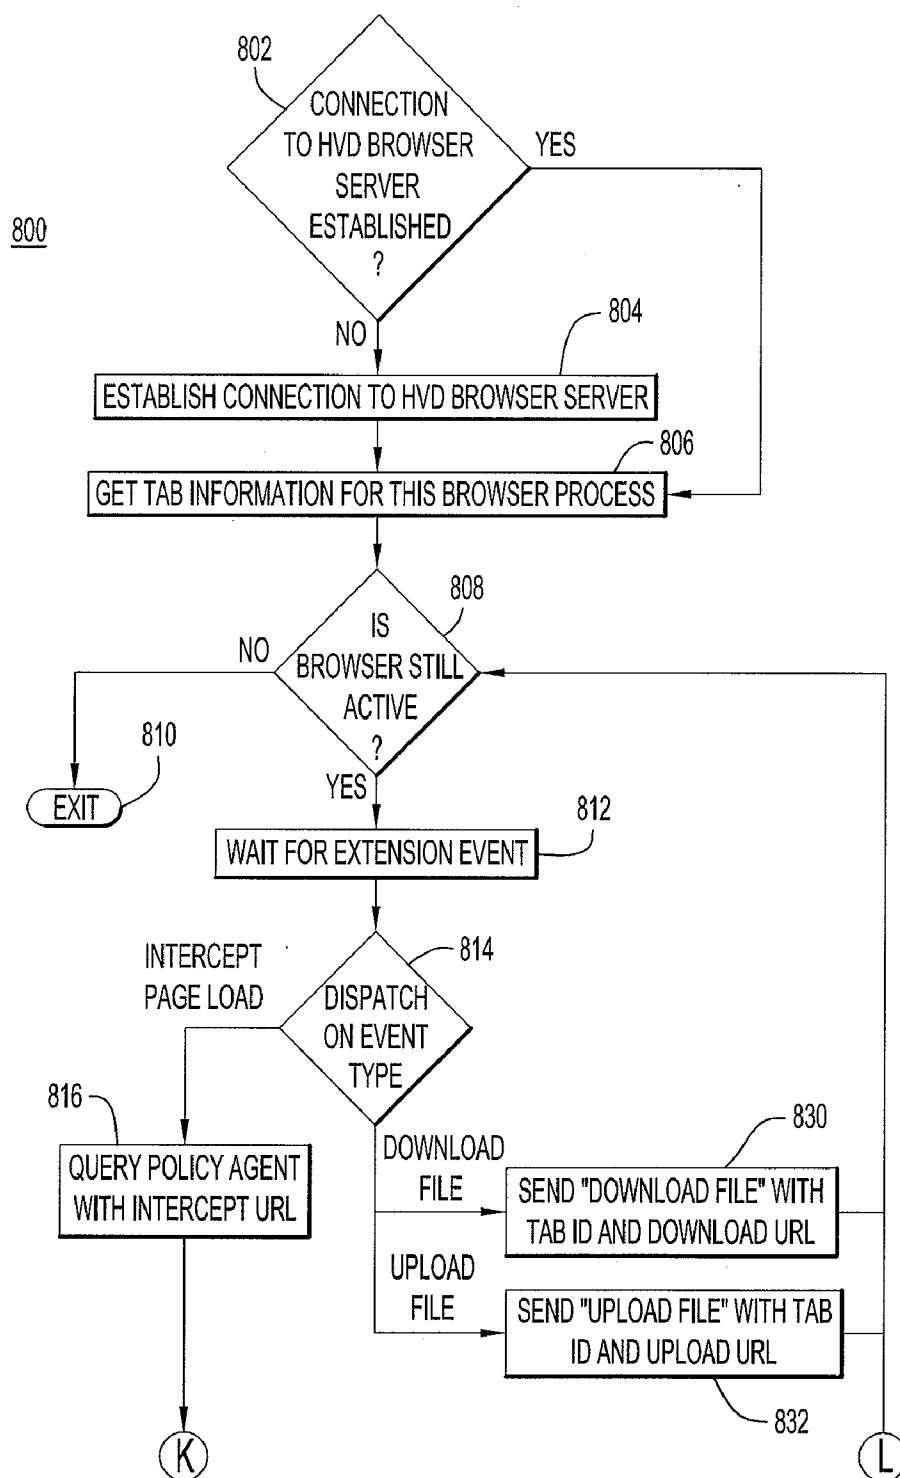 802
CONNECTION
TO HVD BROWSER
SERVER
ESTABLISHED
?
YES
800
NO
804
ESTABLISH CONNECTION TO HVD BROWSER SERVER
806
GET TAB INFORMATION FOR THIS BROWSER PROCESS
808
IS
BROWSER STILL
ACTIVE
?
NO
810
EXIT
YES
812
WAIT FOR EXTENSION EVENT
814
INTERCEPT
PAGE LOAD
DISPATCH
ON EVENT
TYPE
816
QUERY POLICY AGENT
WITH INTERCEPT URL
DOWNLOAD
FILE
830
SEND "DOWNLOAD FILE" WITH
TAB ID AND DOWNLOAD URL
UPLOAD
FILE
SEND "UPLOAD FILE" WITH TAB
ID AND UPLOAD URL
832
K
L